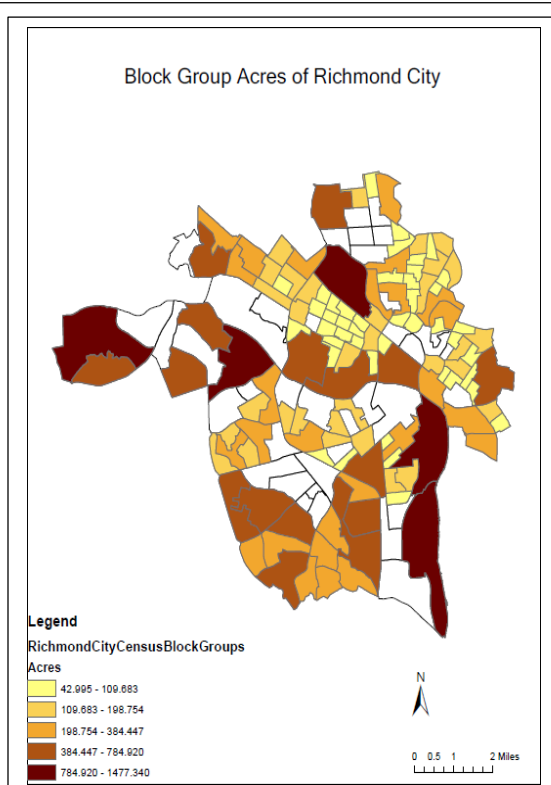 Block Group Acres of Richmond City
Legend
RichmondCityCensusBlockGroups
Acres
42.995 - 109.683
109.683 - 198.754
198.754 - 384.447
384.447 - 784.920
784.920 - 1477.340
N
0 0.5 1 2 Miles